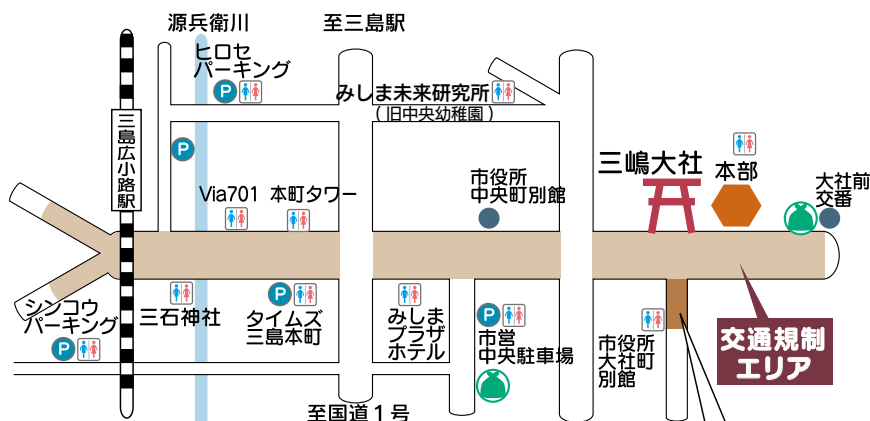 源兵衛川
至三島駅
ヒロセ
パーキング
P
みしま未来研究所
(旧中央幼稚園)
三島広小路駅
P
三嶋大社
本部
大社前
交番
Via701
本町タワー
市役所
中央町別館
シンコウ
パーキング
P
三石神社
P
タイムズ
三島本町
みしま
プラザ
ホテル
P
市営
中央駐車場
市役所
大社町
別館
交通規制
エリア
至国道1号